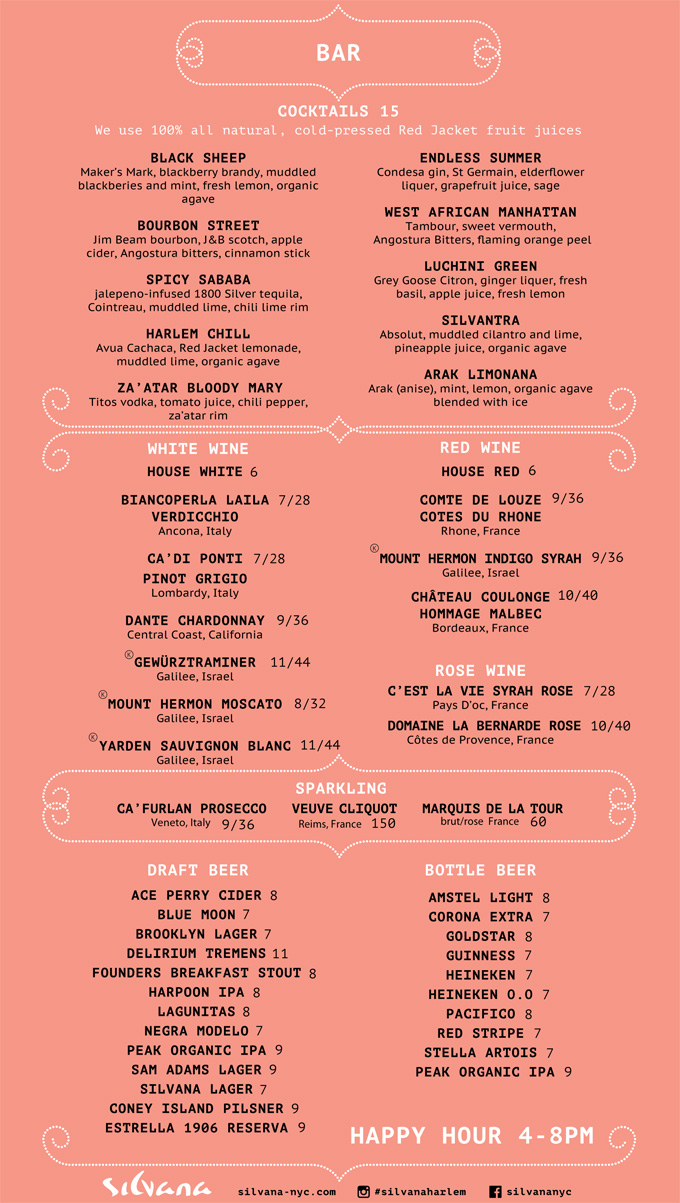 BAR
COCKTAILS 15
We use 100% all natural, cold-pressed Red Jacket fruit juices
BLACK SHEEP
Maker's Mark, blackberry brandy, muddled
blackberies and mint, fresh lemon, organic
agave
BOURBON STREET
Jim Beam bourbon, J&B scotch, apple
cider, Angostura bitters, cinnamon stick
SPICY SABABA
jalepeno-infused 1800 Silver tequila,
Cointreau, muddled lime, chili lime rim
HARLEM CHILL
Avua Cachaca, Red Jacket lemonade,
muddled lime, organic agave
ZA'ATAR BLOODY MARY
Titos vodka, tomato juice, chili pepper,
za'atar rim
ENDLESS SUMMER
Condesa gin, St Germain, elderflower
liquer, grapefruit juice, sage
WEST AFRICAN MANHATTAN
Tambour, sweet vermouth,
Angostura Bitters, flaming orange peel
LUCHINI GREEN
Grey Goose Citron, ginger liquer, fresh
basil, apple juice, fresh lemon
SILVANTRA
Absolut, muddled cilantro and lime,
pineapple juice, organic agave
ARAK LIMONANA
Arak (anise), mint, lemon, organic agave
blended with ice
WHITE WINE
HOUSE WHITE 6
BIANCOPERLA LAILA 7/28
VERDICCHIO
Ancona, Italy
CA'DI PONTI 7/28
PINOT GRIGIO
Lombardy, Italy
DANTE CHARDONNAY 9/36
Central Coast, California
Ⓚ GEWÜRZTRAMINER 11/44
Galilee, Israel
Ⓚ MOUNT HERMON MOSCATO 8/32
Galilee, Israel
Ⓚ YARDEN SAUVIGNON BLANC 11/44
Galilee, Israel
RED WINE
HOUSE RED 6
COMTE DE LOUZE 9/36
COTES DU RHONE
Rhone, France
Ⓚ MOUNT HERMON INDIGO SYRAH 9/36
Galilee, Israel
CHÂTEAU COULONGE 10/40
HOMMAGE MALBEC
Bordeaux, France
ROSE WINE
C'EST LA VIE SYRAH ROSE 7/28
Pays D'oc, France
DOMAINE LA BERNARDE ROSE 10/40
Côtes de Provence, France
SPARKLING
CA'FURLAN PROSECCO
Veneto, Italy 9/36
VEUVE CLIQUOT
Reims, France 150
MARQUIS DE LA TOUR
brut/rose France 60
DRAFT BEER
ACE PERRY CIDER 8
BLUE MOON 7
BROOKLYN LAGER 7
DELIRIUM TREMENS 11
FOUNDERS BREAKFAST STOUT 8
HARPOON IPA 8
LAGUNITAS 8
NEGRA MODELO 7
PEAK ORGANIC IPA 9
SAM ADAMS LAGER 9
SILVANA LAGER 7
CONEY ISLAND PILSNER 9
ESTRELLA 1906 RESERVA 9
BOTTLE BEER
AMSTEL LIGHT 8
CORONA EXTRA 7
GOLDSTAR 8
GUINNESS 7
HEINEKEN 7
HEINEKEN 0.0 7
PACIFICO 8
RED STRIPE 7
STELLA ARTOIS 7
PEAK ORGANIC IPA 9
HAPPY HOUR 4-8PM
silvana silvana-nyc.com #silvanaharlem silvananyc